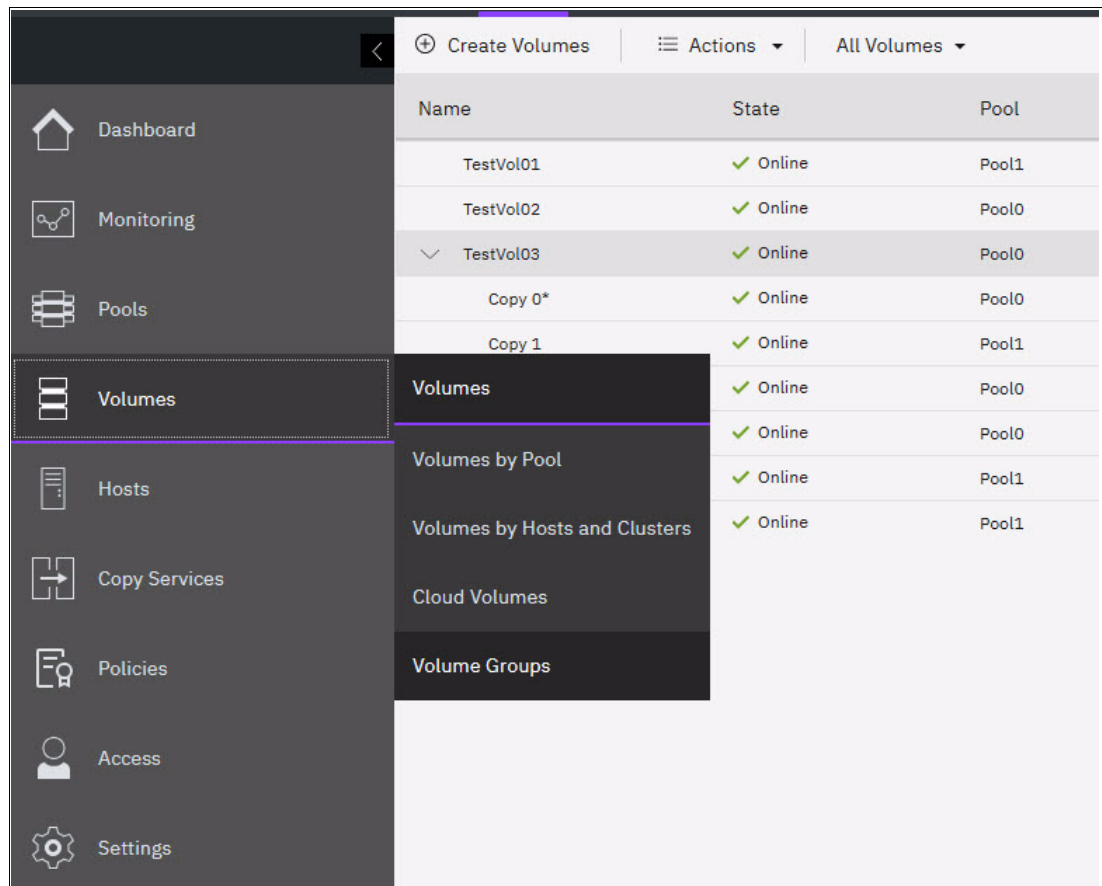 Create Volumes Actions All Volumes
Name State Pool
TestVol01 Online Pool1
TestVol02 Online Pool0
TestVol03 Online Pool0
Copy 0* Online Pool0
Copy 1 Online Pool1
Online Pool0
Online Pool0
Online Pool1
Online Pool1
Dashboard
Monitoring
Pools
Volumes
Hosts
Copy Services
Policies
Access
Settings
Volumes
Volumes by Pool
Volumes by Hosts and Clusters
Cloud Volumes
Volume Groups